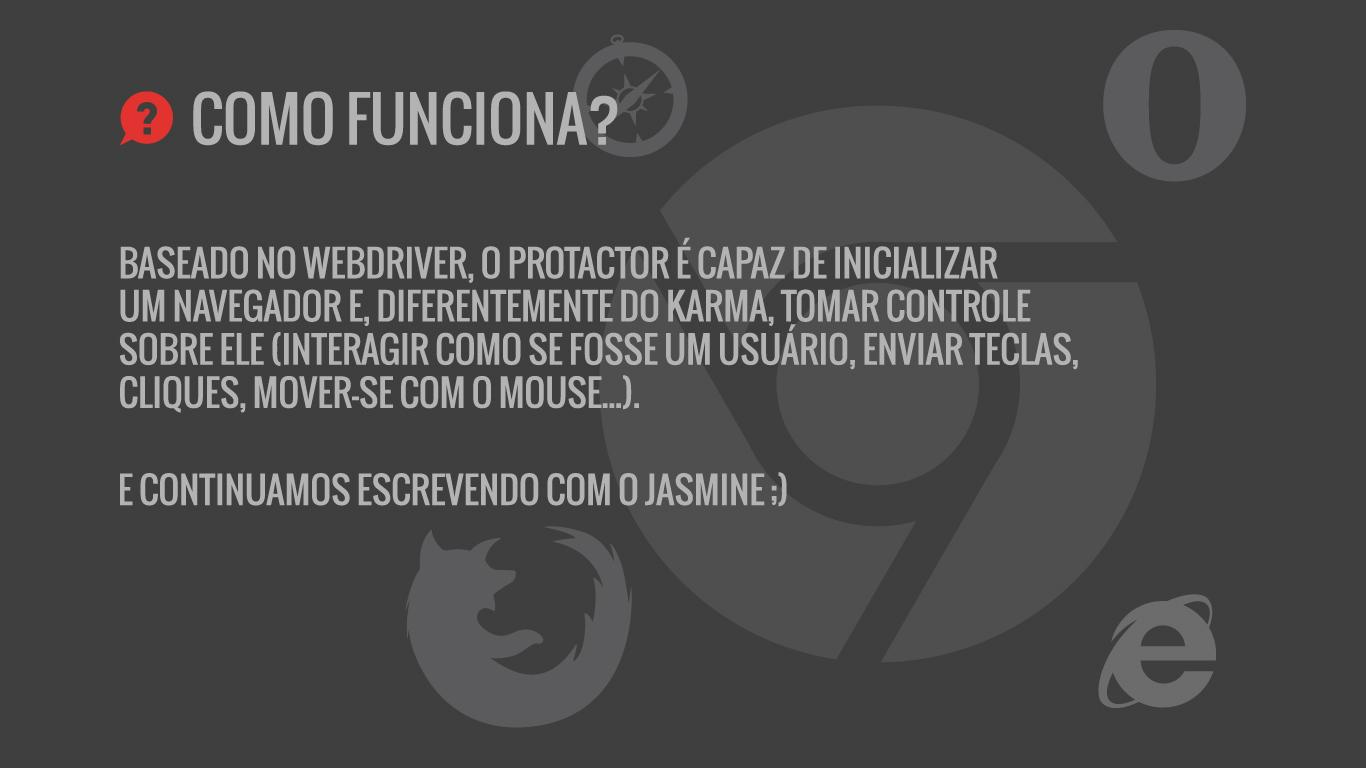 ? COMO FUNCIONA?
BASEADO NO WEBDRIVER, O PROTACTOR É CAPAZ DE INICIALIZAR
UM NAVEGADOR E, DIFERENTEMENTE DO KARMA, TOMAR CONTROLE
SOBRE ELE (INTERAGIR COMO SE FOSSE UM USUÁRIO, ENVIAR TECLAS,
CLIQUES, MOVER-SE COM O MOUSE...).
E CONTINUAMOS ESCREVENDO COM O JASMINE ;)